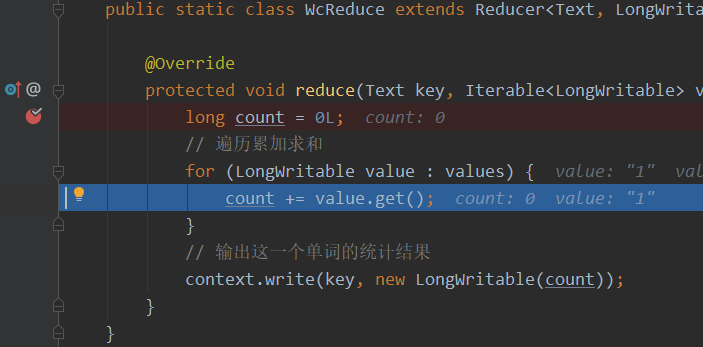 public static class WcReduce extends Reducer<Text, LongWrita
@Override
protected void reduce(Text key, Iterable<LongWritable> v
long count = 0L; count: 0
// 遍历累加求和
for (LongWritable value : values) { value: "1" val
count += value.get(); count: 0 value: "1"
}
// 输出这一个单词的统计结果
context.write(key, new LongWritable(count));
}
}